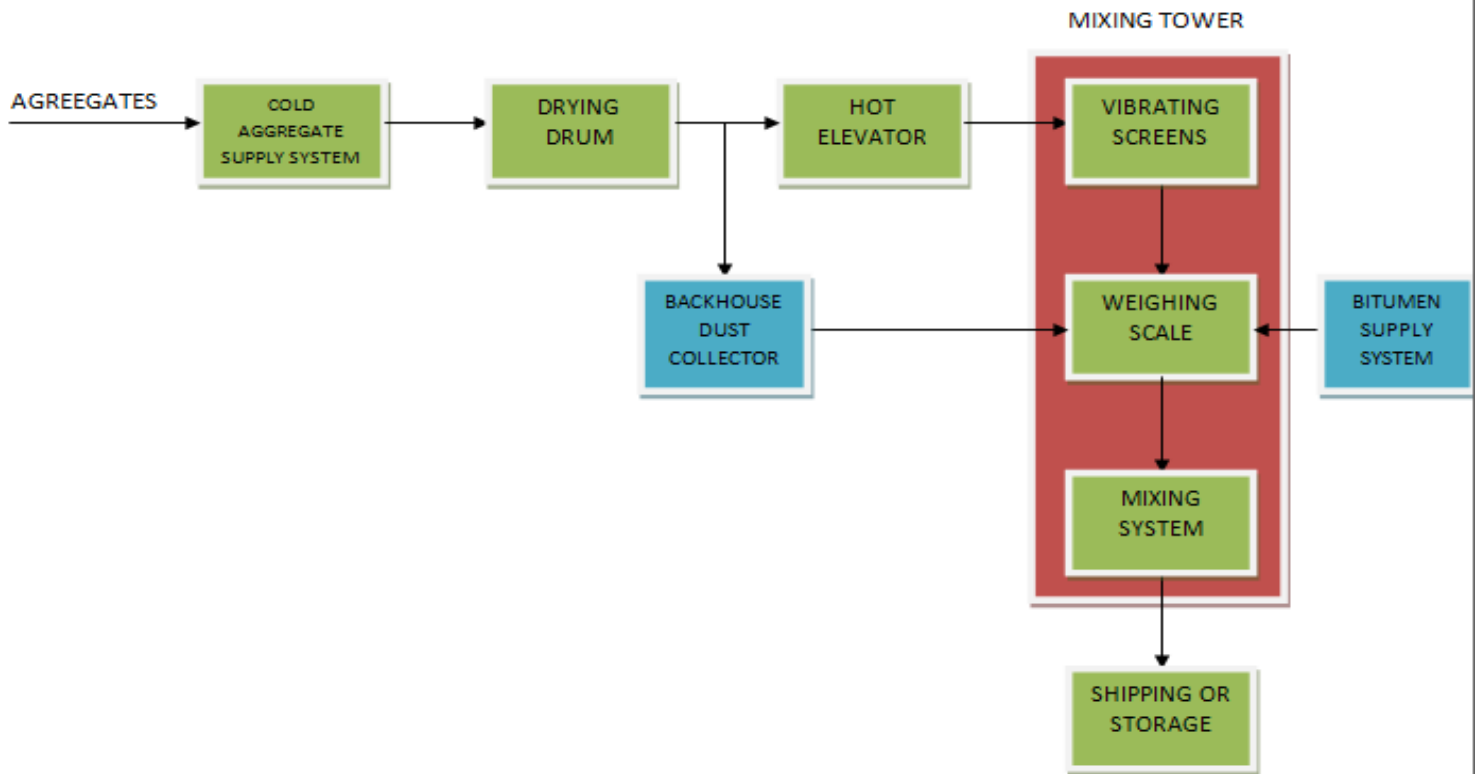 MIXING TOWER
AGREEGATES
COLD
AGGREGATE
SUPPLY SYSTEM
DRYING
DRUM
HOT
ELEVATOR
VIBRATING
SCREENS
BACKHOUSE
DUST
COLLECTOR
WEIGHING
SCALE
BITUMEN
SUPPLY
SYSTEM
MIXING
SYSTEM
SHIPPING OR
STORAGE